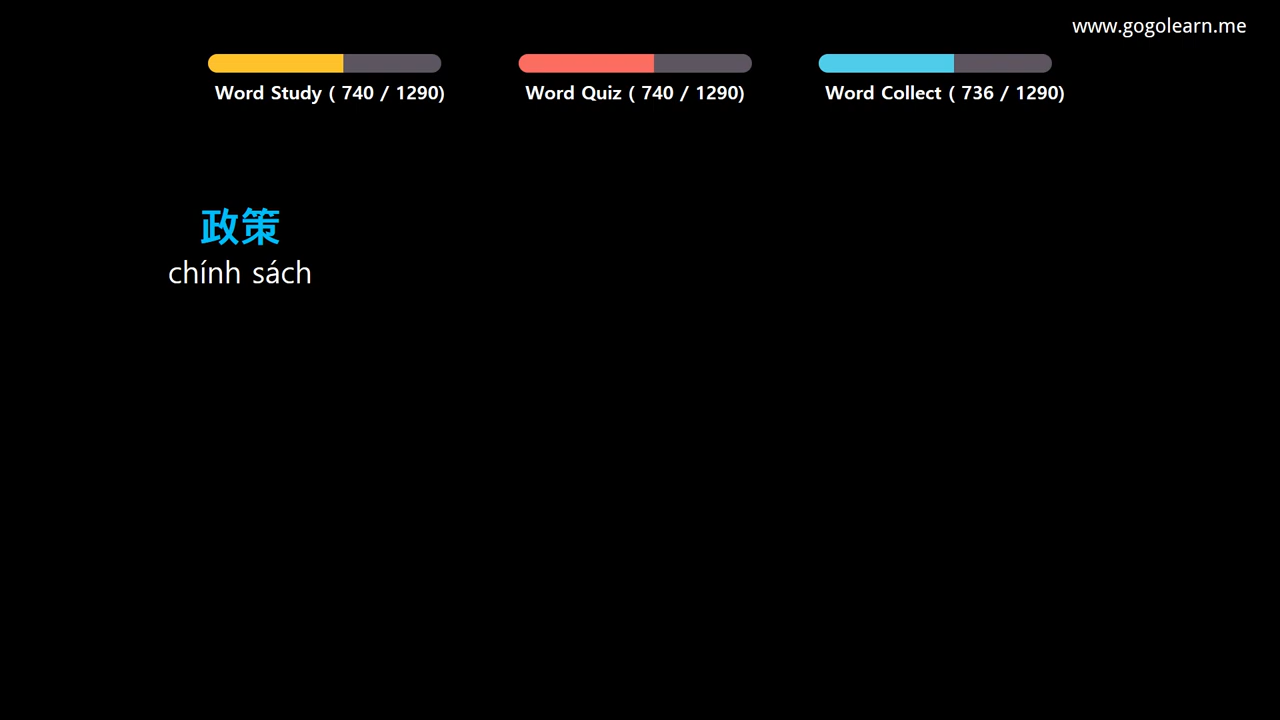 www.gogolearn.me
Word Study ( 740 / 1290)
Word Quiz ( 740 / 1290)
Word Collect ( 736 / 1290)
政策
chính sách